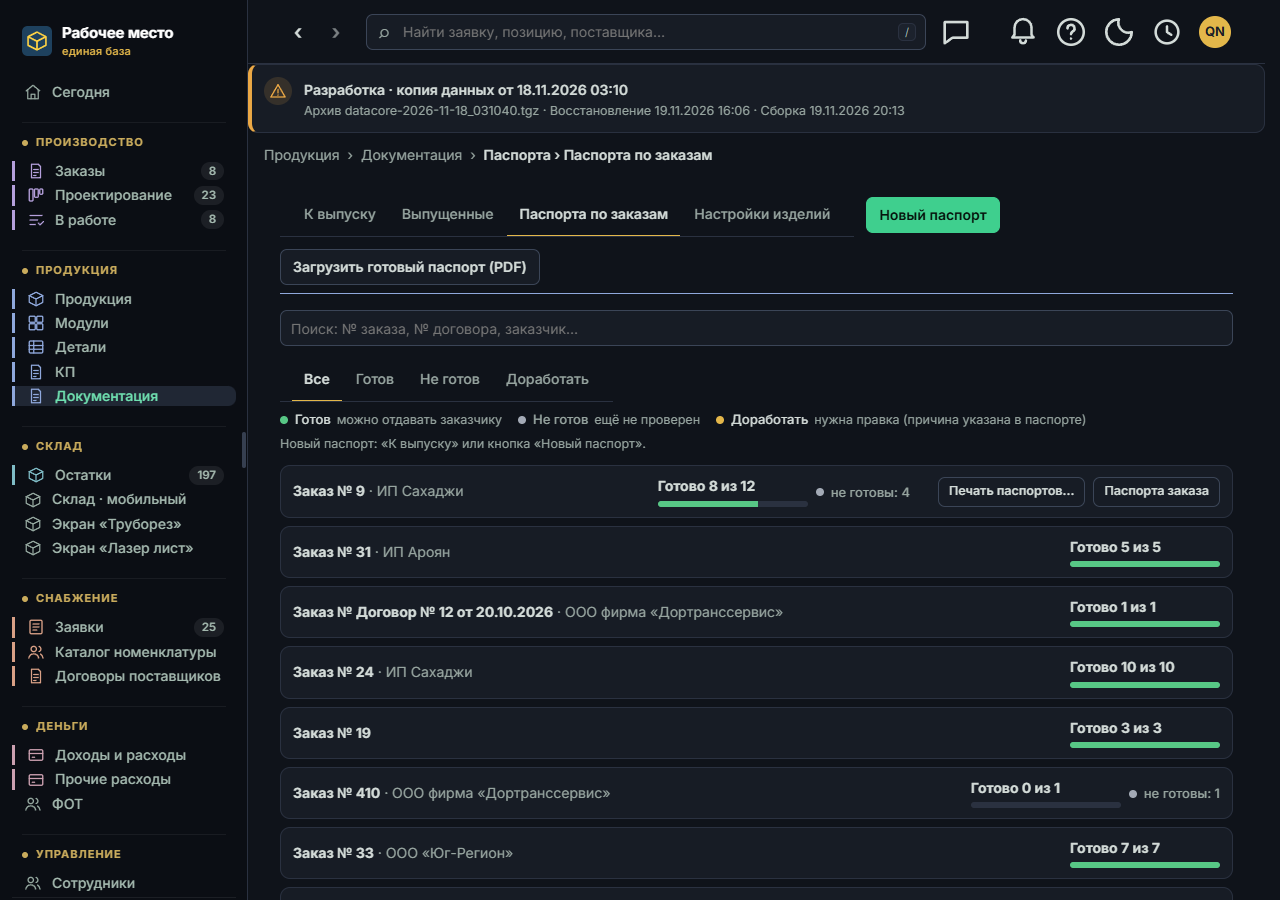 Рабочее место
единая база
Сегодня
ПРОИЗВОДСТВО
Заказы 8
Проектирование 23
В работе 8
ПРОДУКЦИЯ
Продукция
Модули
Детали
КП
Документация
СКЛАД
Остатки 197
Склад · мобильный
Экран «Труборез»
Экран «Лазер лист»
СНАБЖЕНИЕ
Заявки 25
Каталог номенклатуры
Договоры поставщиков
ДЕНЬГИ
Доходы и расходы
Прочие расходы
ФОТ
УПРАВЛЕНИЕ
Сотрудники
‹ › Найти заявку, позицию, поставщика... / QN
Разработка · копия данных от 18.11.2026 03:10
Архив datacore-2026-11-18_031040.tgz · Восстановление 19.11.2026 16:06 · Сборка 19.11.2026 20:13
Продукция › Документация › Паспорта › Паспорта по заказам
К выпуску Выпущенные Паспорта по заказам Настройки изделий Новый паспорт
Загрузить готовый паспорт (PDF)
Поиск: № заказа, № договора, заказчик...
Все Готов Не готов Доработать
Готов можно отдавать заказчику Не готов ещё не проверен Доработать нужна правка (причина указана в паспорте)
Новый паспорт: «К выпуску» или кнопка «Новый паспорт».
Заказ № 9 · ИП Сахаджи Готово 8 из 12 не готовы: 4 Печать паспортов... Паспорта заказа
Заказ № 31 · ИП Ароян Готово 5 из 5
Заказ № Договор № 12 от 20.10.2026 · ООО фирма «Дортранссервис» Готово 1 из 1
Заказ № 24 · ИП Сахаджи Готово 10 из 10
Заказ № 19 Готово 3 из 3
Заказ № 410 · ООО фирма «Дортранссервис» Готово 0 из 1 не готовы: 1
Заказ № 33 · ООО «Юг-Регион» Готово 7 из 7